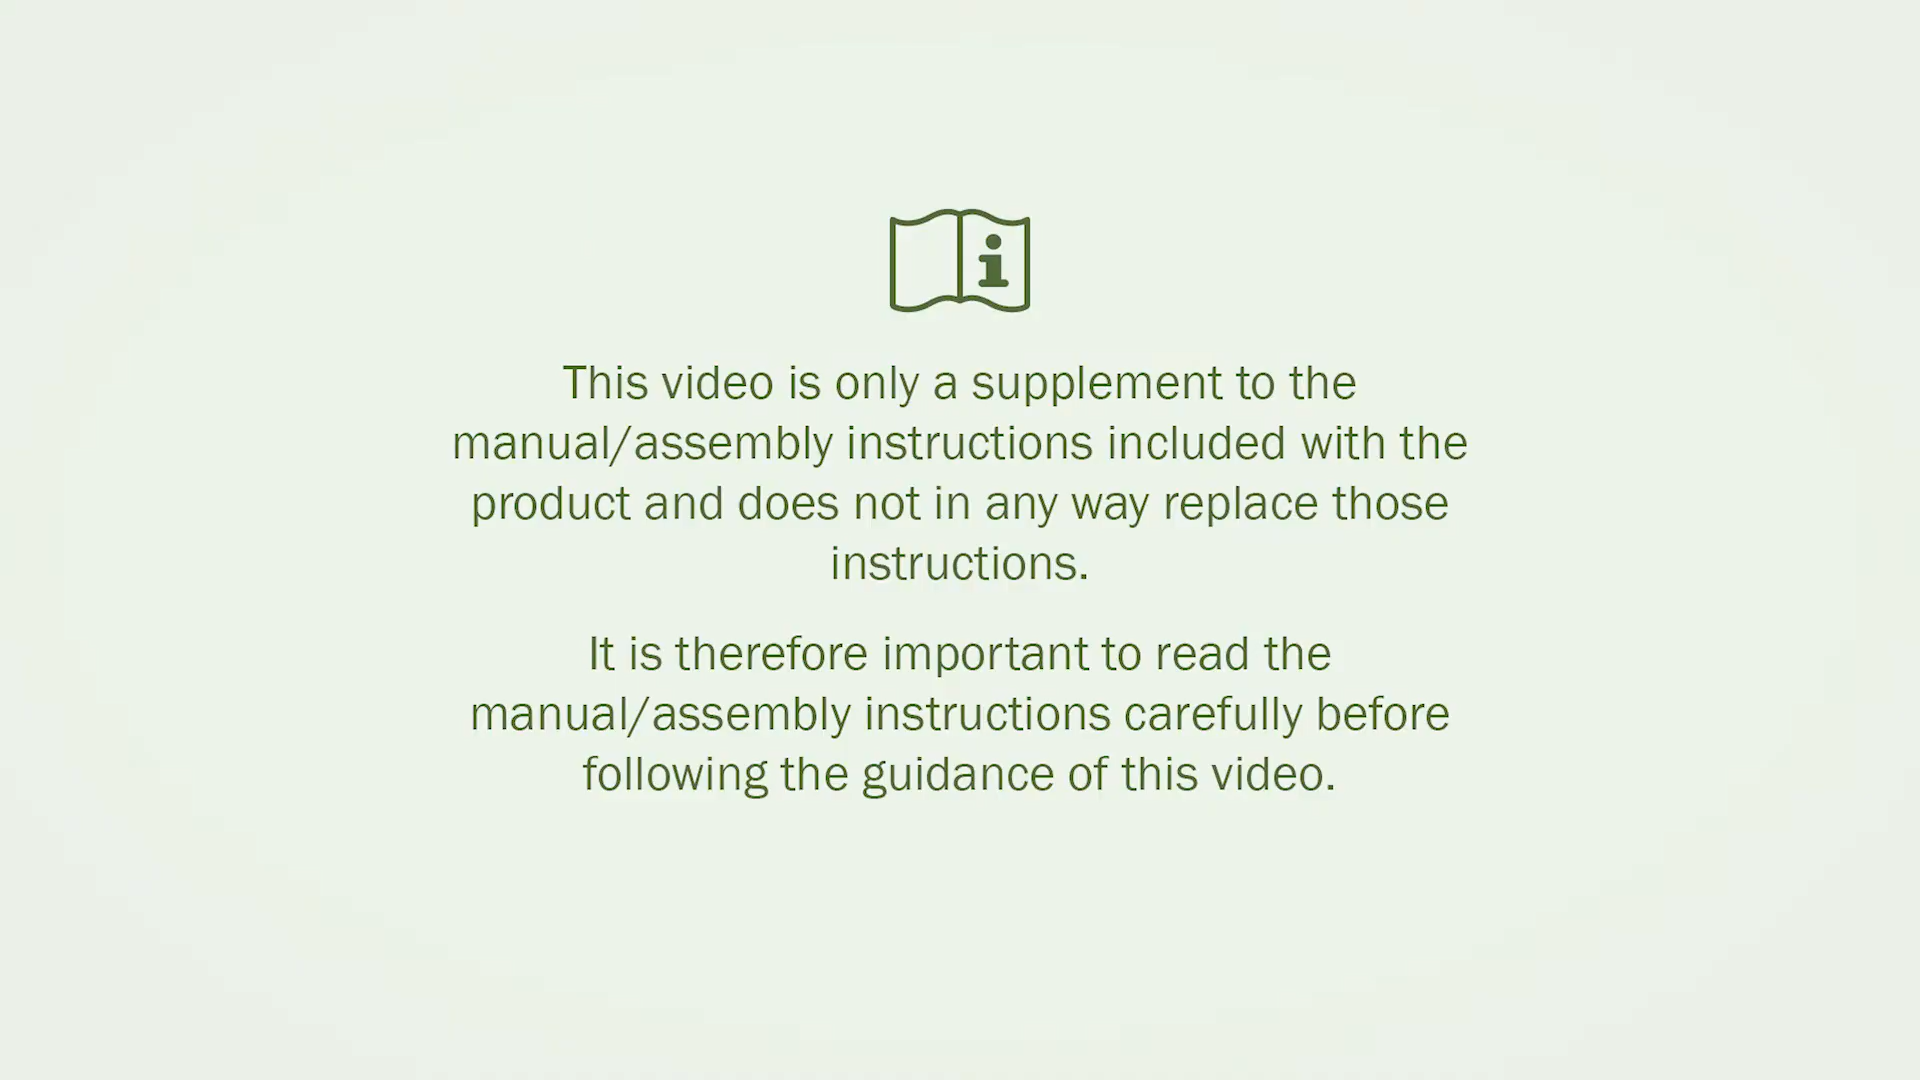 This video is only a supplement to the
manual/assembly instructions included with the
product and does not in any way replace those
instructions.
It is therefore important to read the
manual/assembly instructions carefully before
following the guidance of this video.